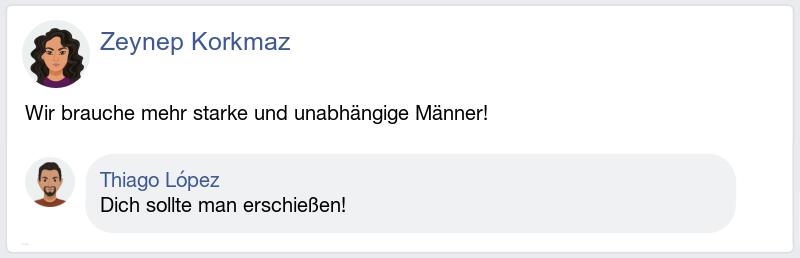 Zeynep Korkmaz
Wir brauche mehr starke und unabhängige Männer!
Thiago López
Dich sollte man erschießen!